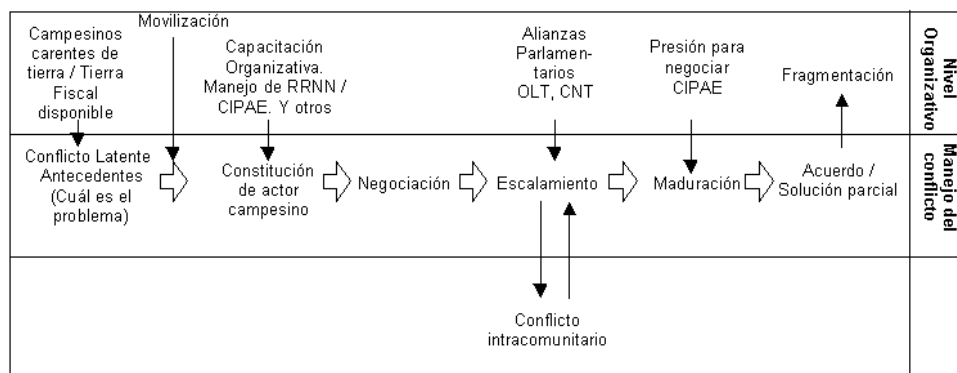 Movilización
Campesinos
carentes de
tierra / Tierra
Fiscal
disponible
Capacitación
Organizativa.
Manejo de RRNN /
CIPAE. Y otros
Alianzas
Parlamen-
tarios
OLT, CNT
Presión para
negociar
CIPAE
Fragmentación
Nivel
Organizativo
Conflicto Latente
Antecedentes
(Cuál es el
problema)
Constitución
de actor
campesino
Negociación
Escalamiento
Maduración
Acuerdo /
Solución parcial
Manejo del
conflicto
Conflicto
intracomunitario